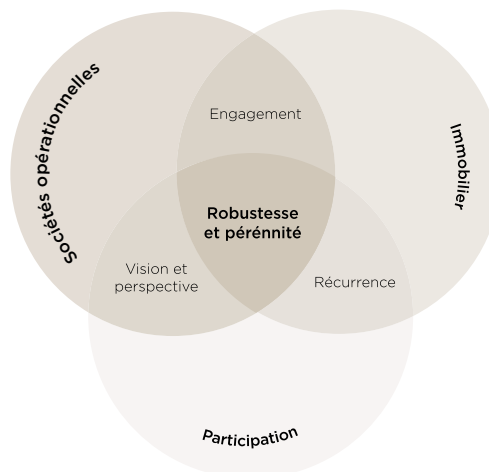 Sociétés opérationnelles
Engagement
Immobilier
Robustesse
et pérénnité
Vision et
perspective
Récurrence
Participation